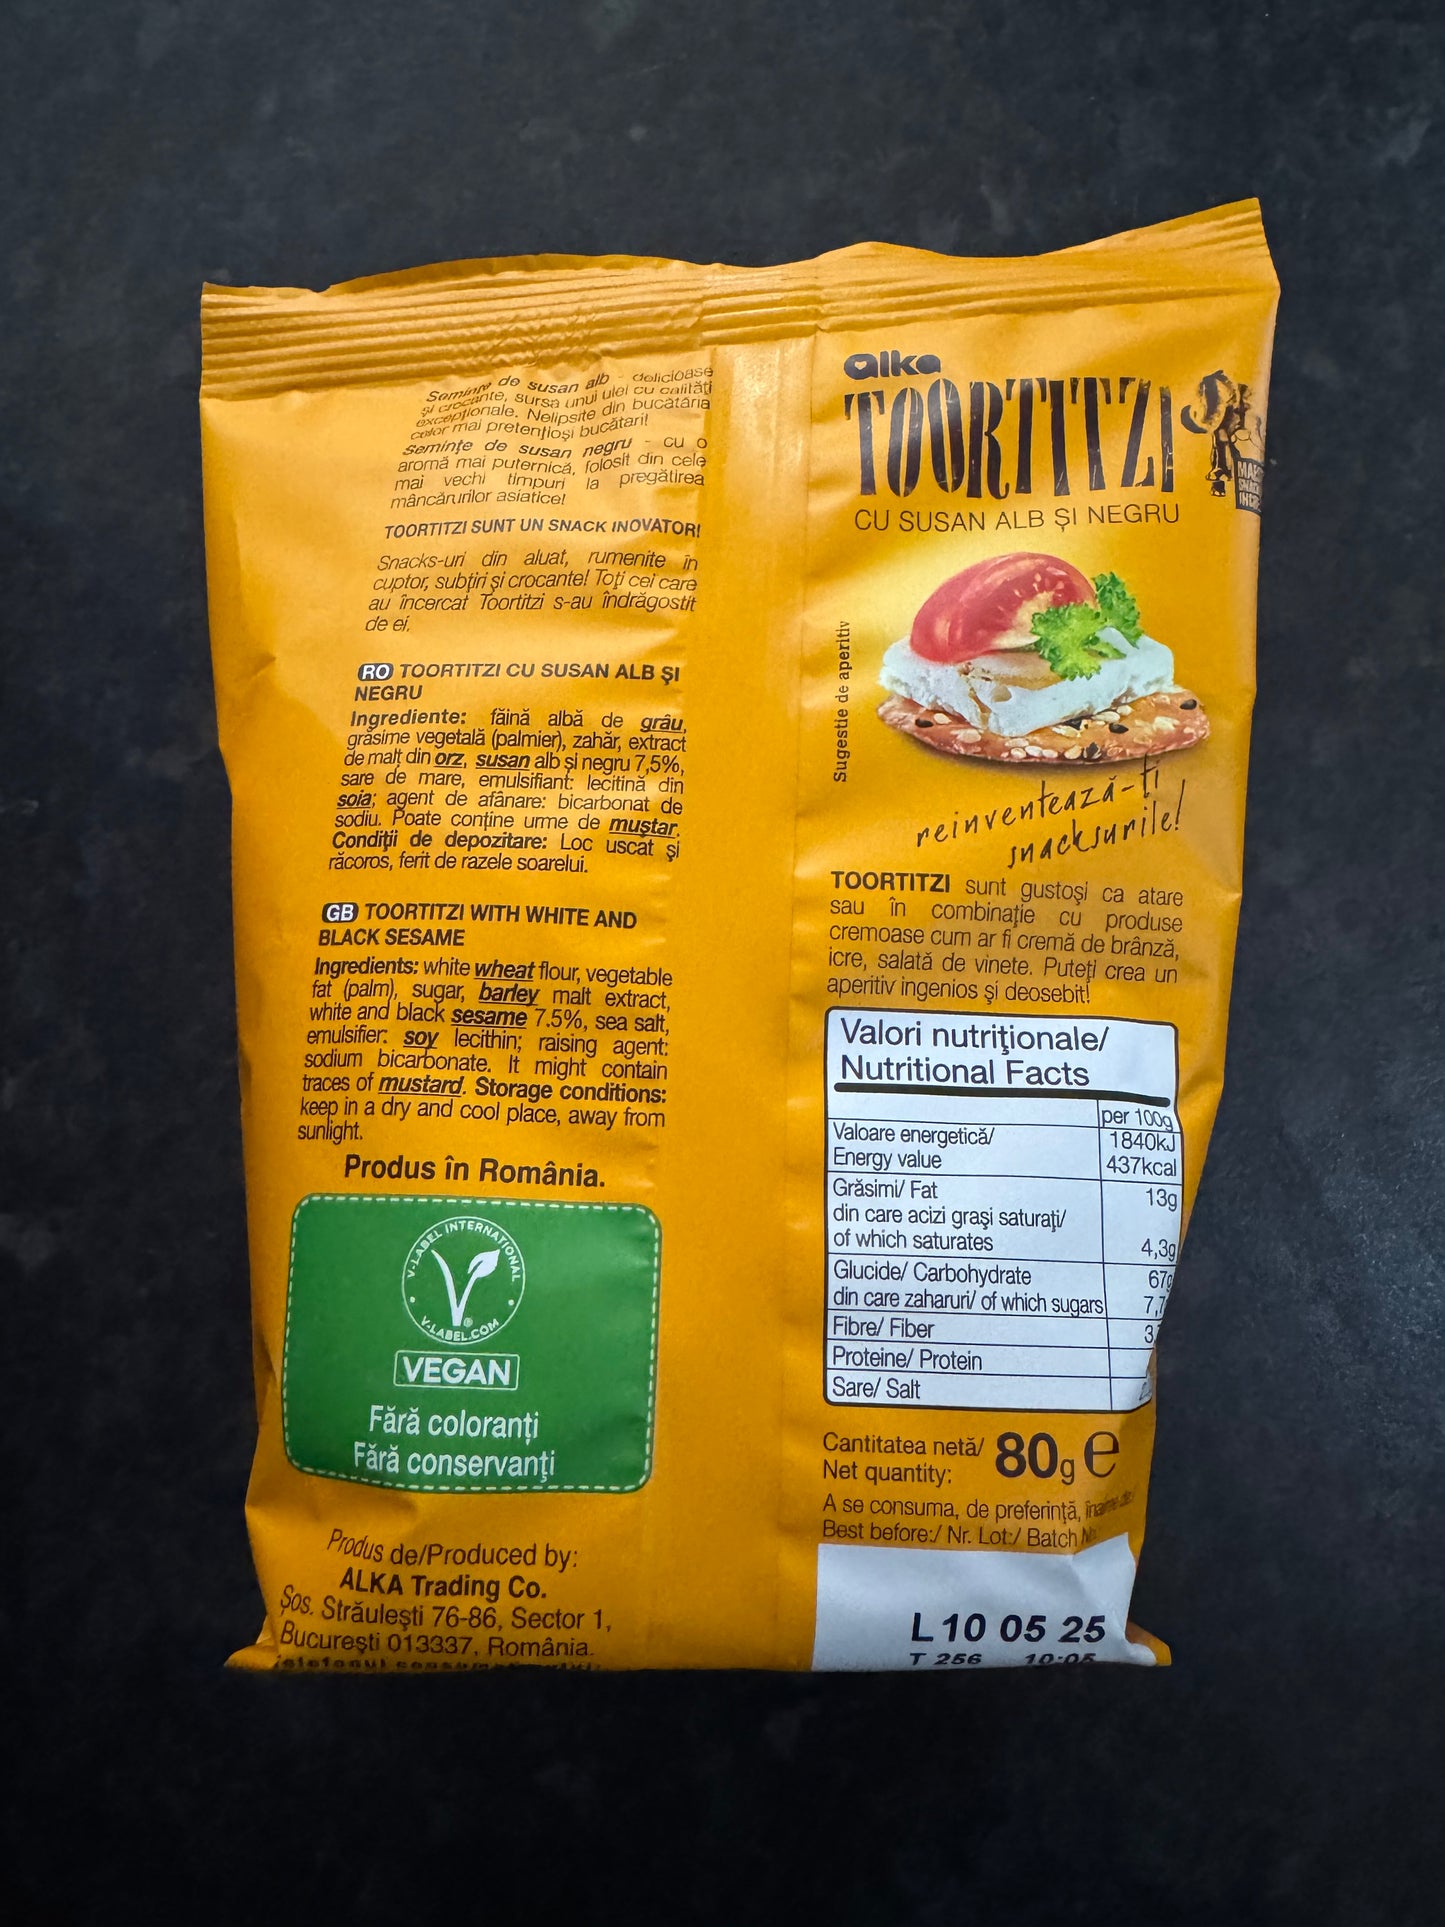 Semințe de susan alb - delicioase
și crocante, sursa unui ulei cu calități
excepționale. Nelipsite din bucătăria
celor mai pretențioși bucătari!
Semințe de susan negru - cu o
aromă mai puternică, folosit din cele
mai vechi timpuri la pregătirea
mâncărurilor asiatice!
TOORTITZI SUNT UN SNACK INOVATOR!
Snacks-uri din aluat, rumenite în
cuptor, subțiri și crocante! Toți cei care
au încercat Toortitzi s-au îndrăgostit
de ei.
RO TOORTITZI CU SUSAN ALB ȘI
NEGRU
Ingrediente: făină albă de grâu,
grăsime vegetală (palmier), zahăr, extract
de malț din orz, susan alb și negru 7,5%,
sare de mare, emulsifiant: lecitină din
soia; agent de afânare: bicarbonat de
sodiu. Poate conține urme de muștar.
Condiții de depozitare: Loc uscat și
răcoros, ferit de razele soarelui.
GB TOORTITZI WITH WHITE AND
BLACK SESAME
Ingredients: white wheat flour, vegetable
fat (palm), sugar, barley malt extract,
white and black sesame 7.5%, sea salt,
emulsifier: soy lecithin; raising agent:
sodium bicarbonate. It might contain
traces of mustard. Storage conditions:
keep in a dry and cool place, away from
sunlight.
Produs în România.
V-LABEL INTERNATIONAL
V-LABEL.COM
VEGAN
Fără coloranți
Fără conservanți
Produs de/Produced by:
ALKA Trading Co.
Șos. Străulești 76-86, Sector 1,
București 013337, România.
alka
TOORTITZI
CU SUSAN ALB ȘI NEGRU
Sugestie de aperitiv
reinventează-ți
snacksurile!
TOORTITZI sunt gustoși ca atare
sau în combinație cu produse
cremoase cum ar fi cremă de brânză,
icre, salată de vinete. Puteți crea un
aperitiv ingenios și deosebit!
Valori nutriționale/
Nutritional Facts
per 100g
Valoare energetică/ 1840kJ
Energy value 437kcal
Grăsimi/ Fat 13g
din care acizi grași saturați/
of which saturates 4,3g
Glucide/ Carbohydrate 67g
din care zaharuri/ of which sugars
Fibre/ Fiber
Proteine/ Protein
Sare/ Salt
Cantitatea netă/
Net quantity: 80g e
A se consuma, de preferință,
Best before:/ Nr. Lot:/ Batch
L 10 05 25
T 256 10:05